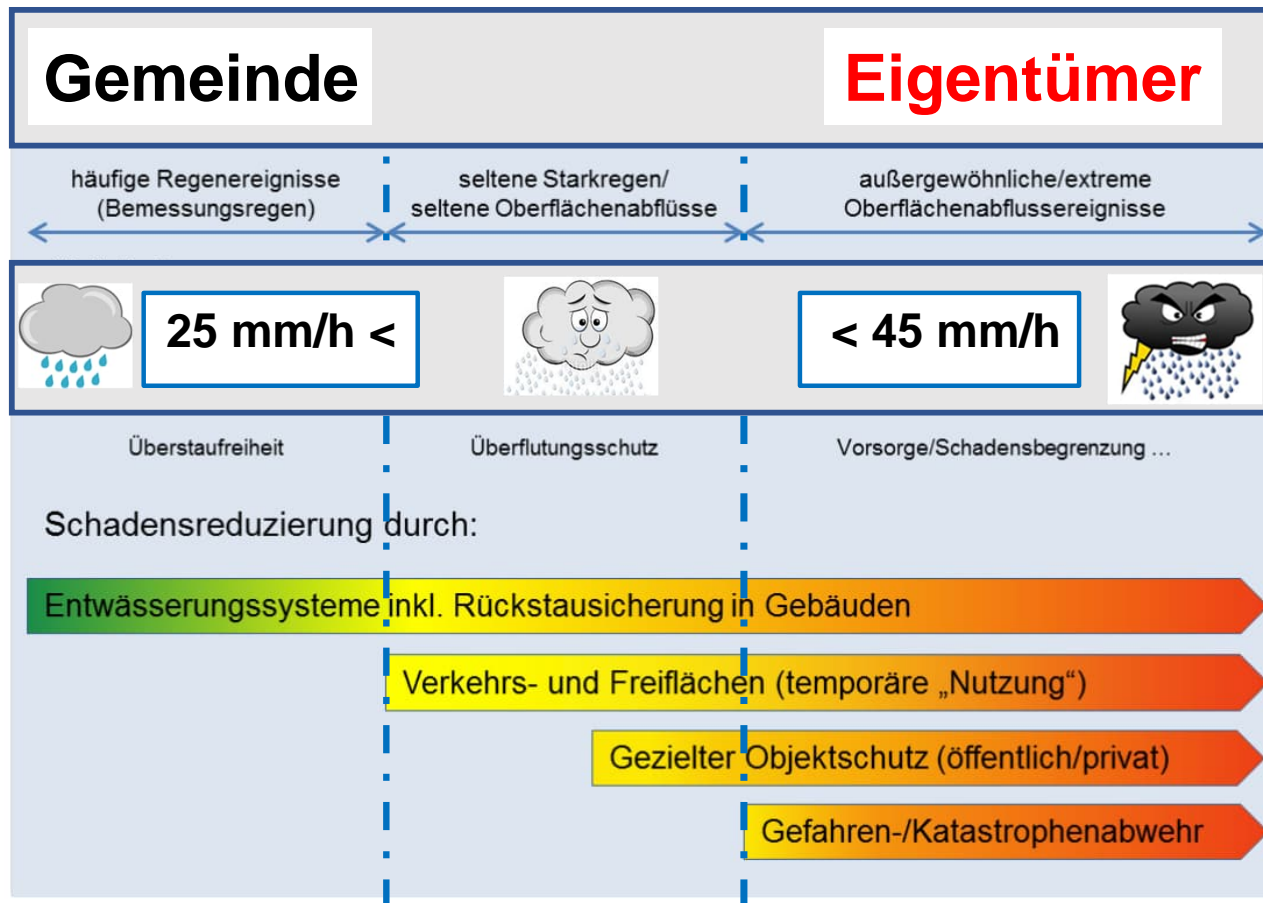 Gemeinde
Eigentümer
häufige Regenereignisse
(Bemessungsregen)
seltene Starkregen/
seltene Oberflächenabflüsse
außergewöhnliche/extreme
Oberflächenabflussereignisse
25 mm/h <
< 45 mm/h
Überstaufreiheit
Überflutungsschutz
Vorsorge/Schadensbegrenzung ...
Schadensreduzierung durch:
Entwässerungssysteme inkl. Rückstausicherung in Gebäuden
Verkehrs- und Freiflächen (temporäre „Nutzung“)
Gezielter Objektschutz (öffentlich/privat)
Gefahren-/Katastrophenabwehr